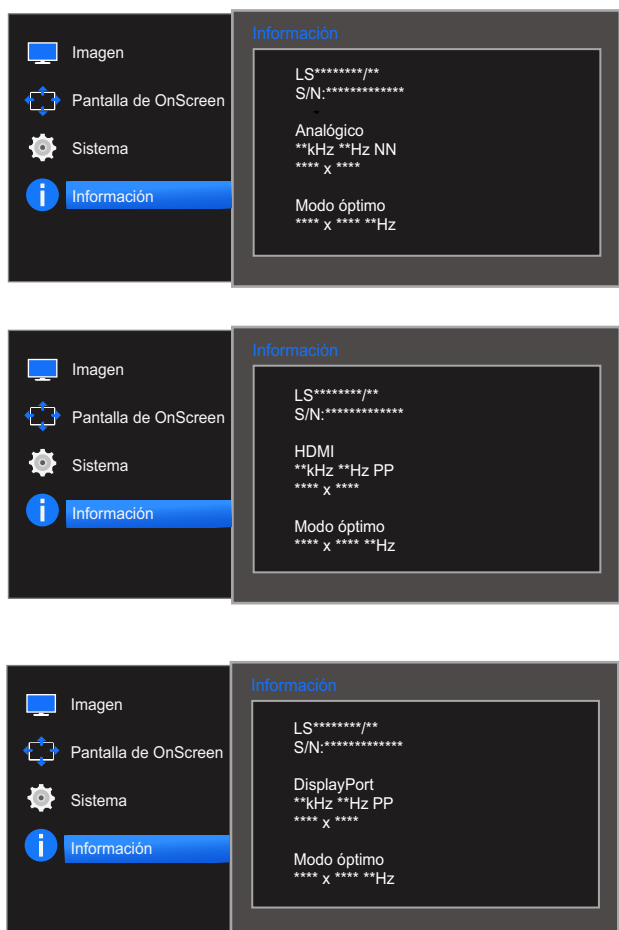 Imagen
Pantalla de OnScreen
Sistema
Información
Información
LS********/**
S/N:*************
Analógico
**kHz **Hz NN
**** x ****
Modo óptimo
**** x **** **Hz
Imagen
Pantalla de OnScreen
Sistema
Información
Información
LS********/**
S/N:*************
HDMI
**kHz **Hz PP
**** x ****
Modo óptimo
**** x **** **Hz
Imagen
Pantalla de OnScreen
Sistema
Información
Información
LS********/**
S/N:*************
DisplayPort
**kHz **Hz PP
**** x ****
Modo óptimo
**** x **** **Hz